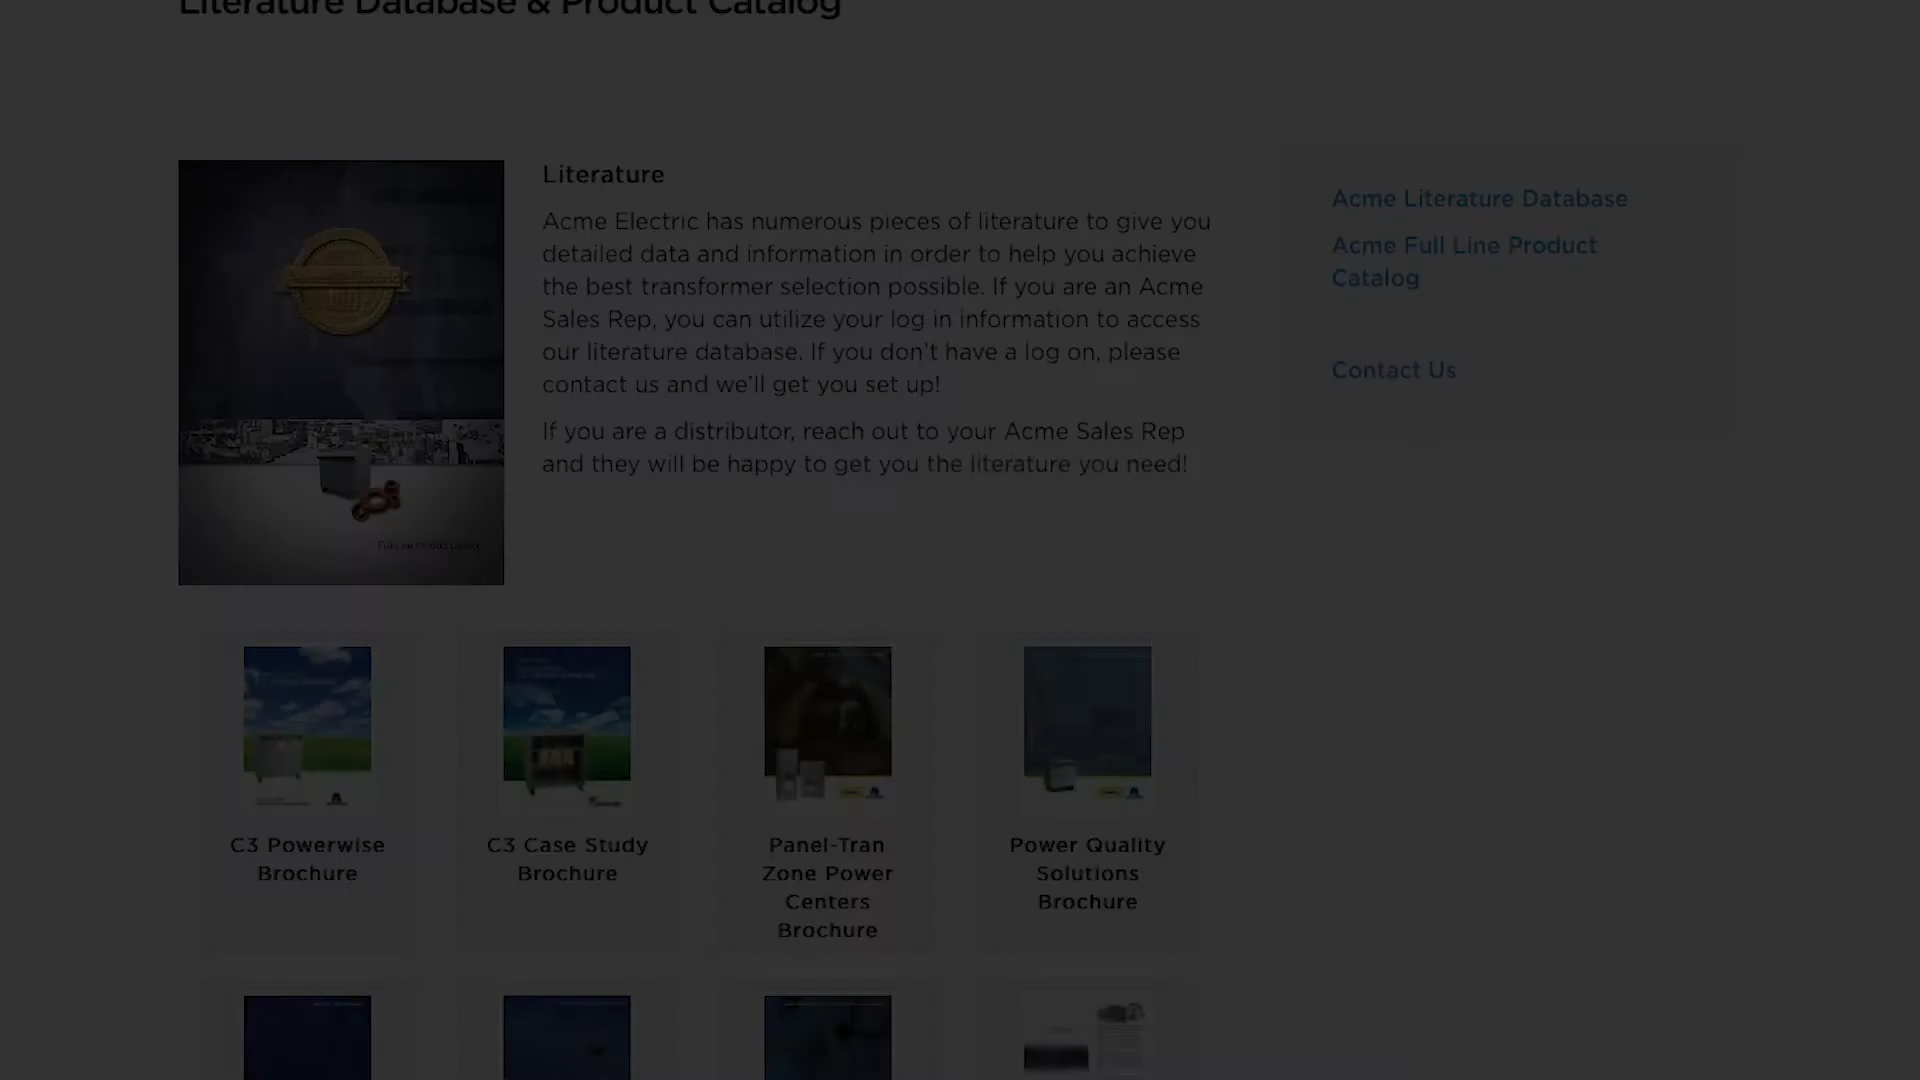 Literature Database & Product Catalog
Literature
Acme Electric has numerous pieces of literature to give you
detailed data and information in order to help you achieve
the best transformer selection possible. If you are an Acme
Sales Rep, you can utilize your log in information to access
our literature database. If you don't have a log on, please
contact us and we'll get you set up!
If you are a distributor, reach out to your Acme Sales Rep
and they will be happy to get you the literature you need!
Acme Literature Database
Acme Full Line Product
Catalog
Contact Us
C3 Powerwise
Brochure
C3 Case Study
Brochure
Panel-Tran
Zone Power
Centers
Brochure
Power Quality
Solutions
Brochure